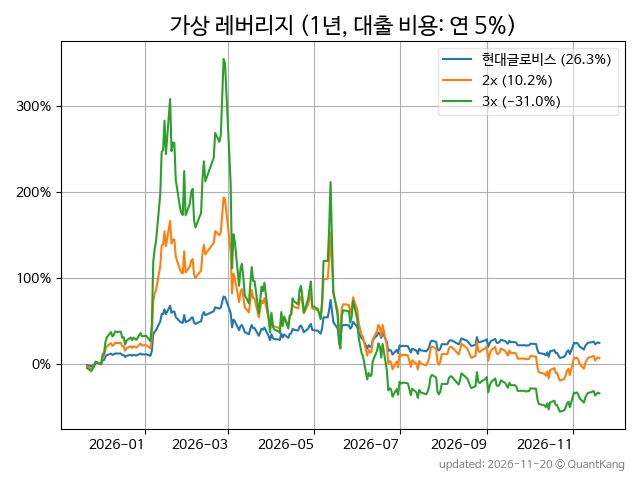 가상 레버리지 (1년, 대출 비용: 연 5%)
현대글로비스 (26.3%)
2x (10.2%)
3x (−31.0%)
300%
200%
100%
0%
2026-01 2026-03 2026-05 2026-07 2026-09 2026-11
updated: 2026-11-20 © QuantKang